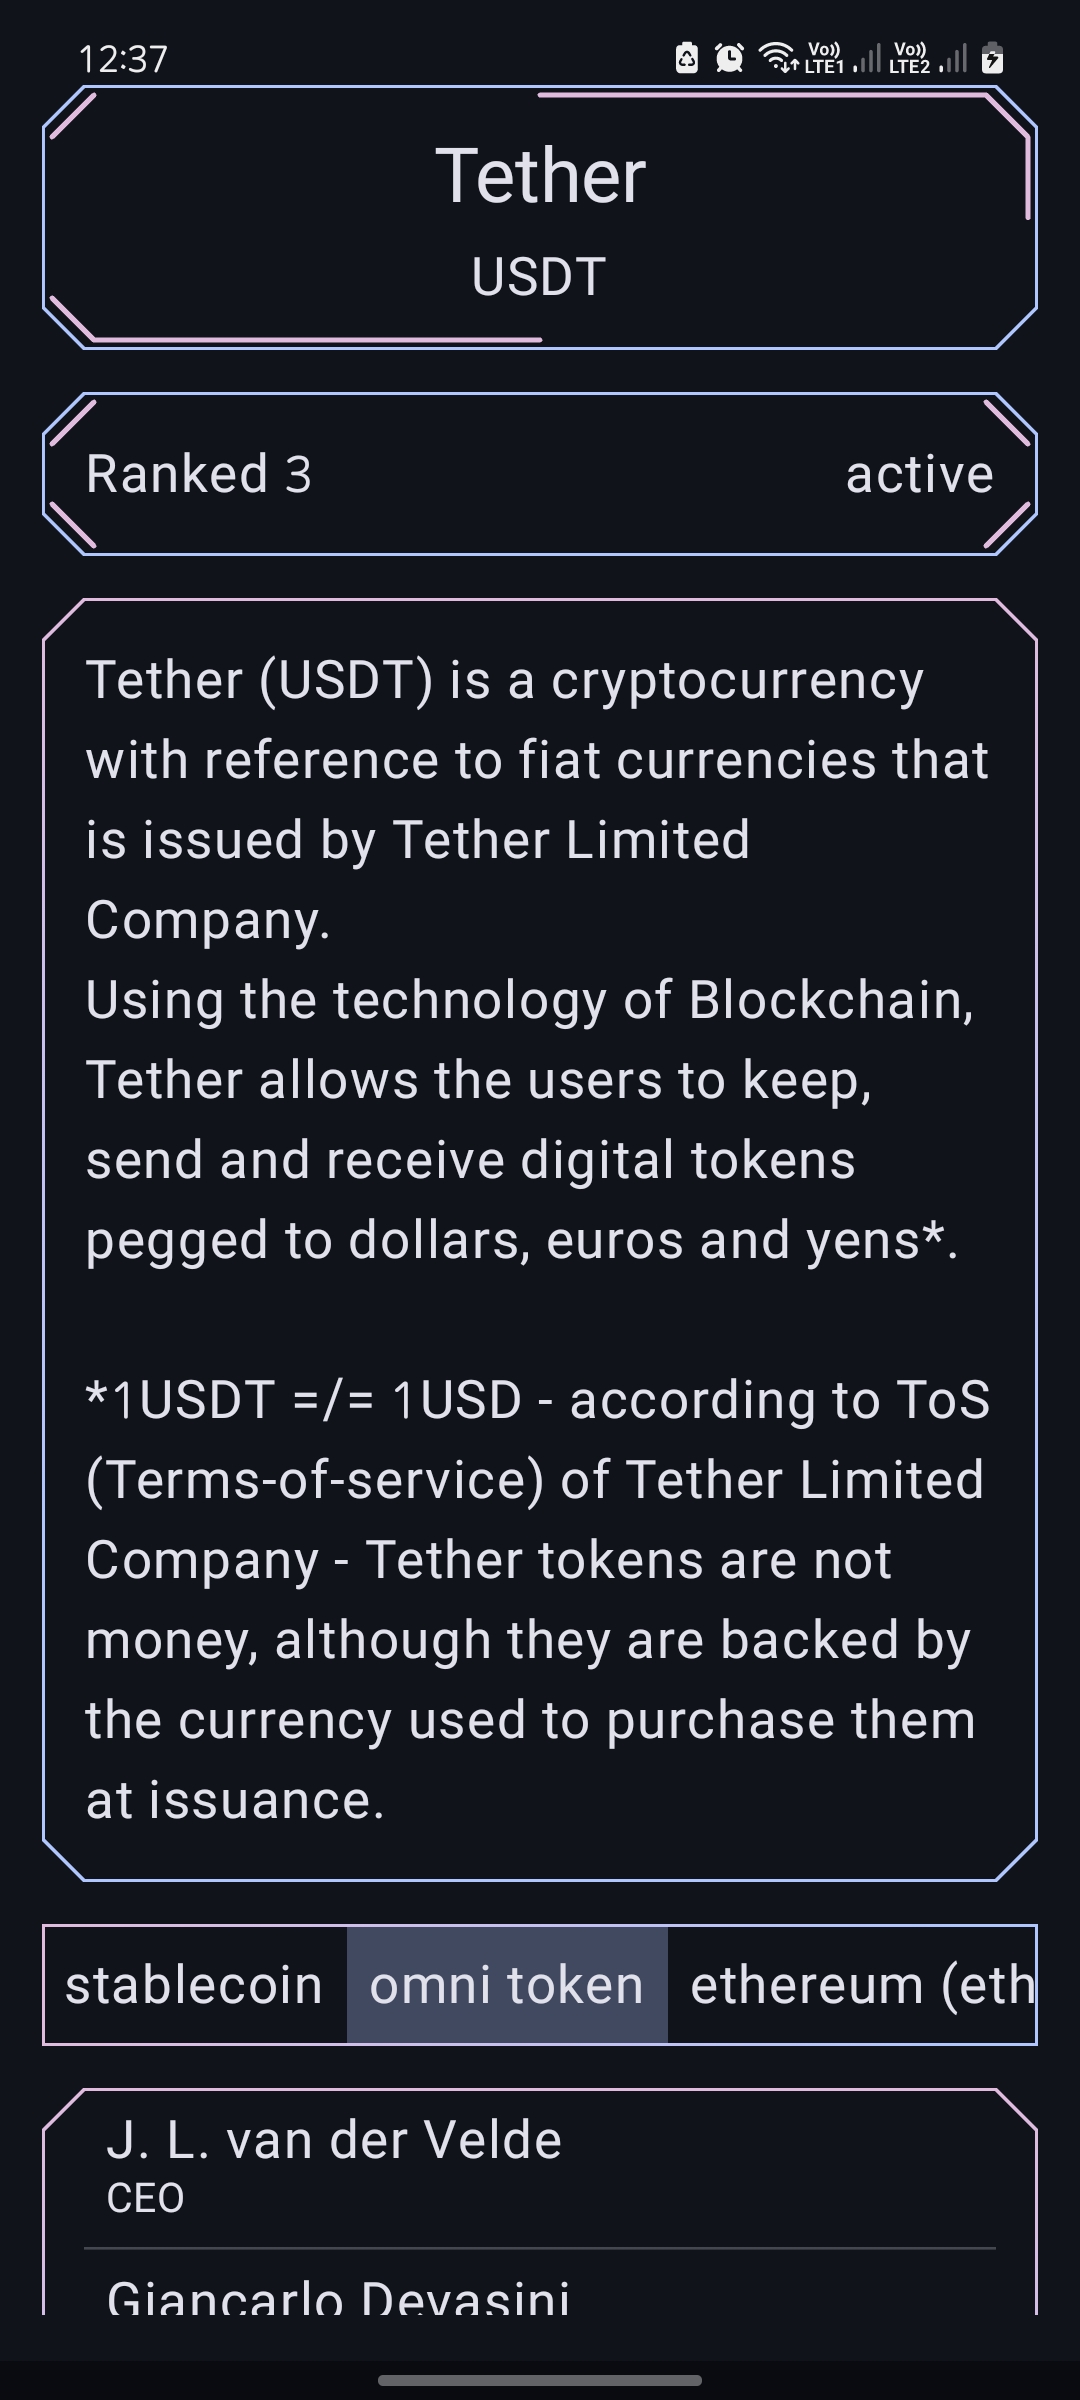 12:37
Vo)) LTE1 Vo)) LTE2
Tether
USDT
Ranked 3
active
Tether (USDT) is a cryptocurrency
with reference to fiat currencies that
is issued by Tether Limited
Company.
Using the technology of Blockchain,
Tether allows the users to keep,
send and receive digital tokens
pegged to dollars, euros and yens*.
*1USDT =/= 1USD - according to ToS
(Terms-of-service) of Tether Limited
Company - Tether tokens are not
money, although they are backed by
the currency used to purchase them
at issuance.
stablecoin
omni token
ethereum (eth
J. L. van der Velde
CEO
Giancarlo Devasini